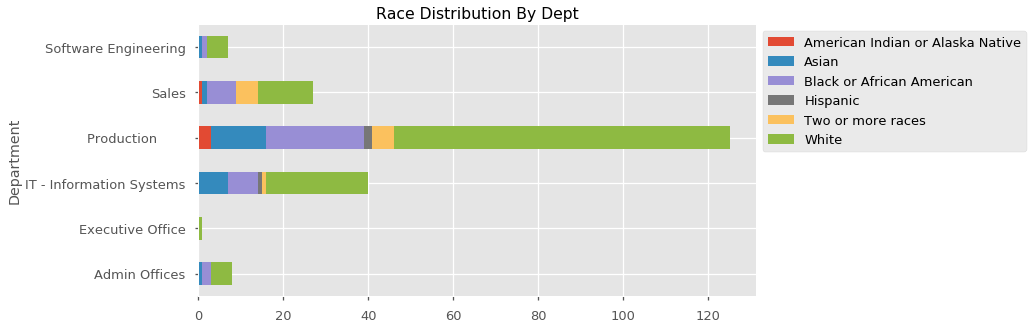 Race Distribution By Dept
American Indian or Alaska Native
Asian
Black or African American
Hispanic
Two or more races
White
Department
Software Engineering
Sales
Production
IT - Information Systems
Executive Office
Admin Offices
0 20 40 60 80 100 120